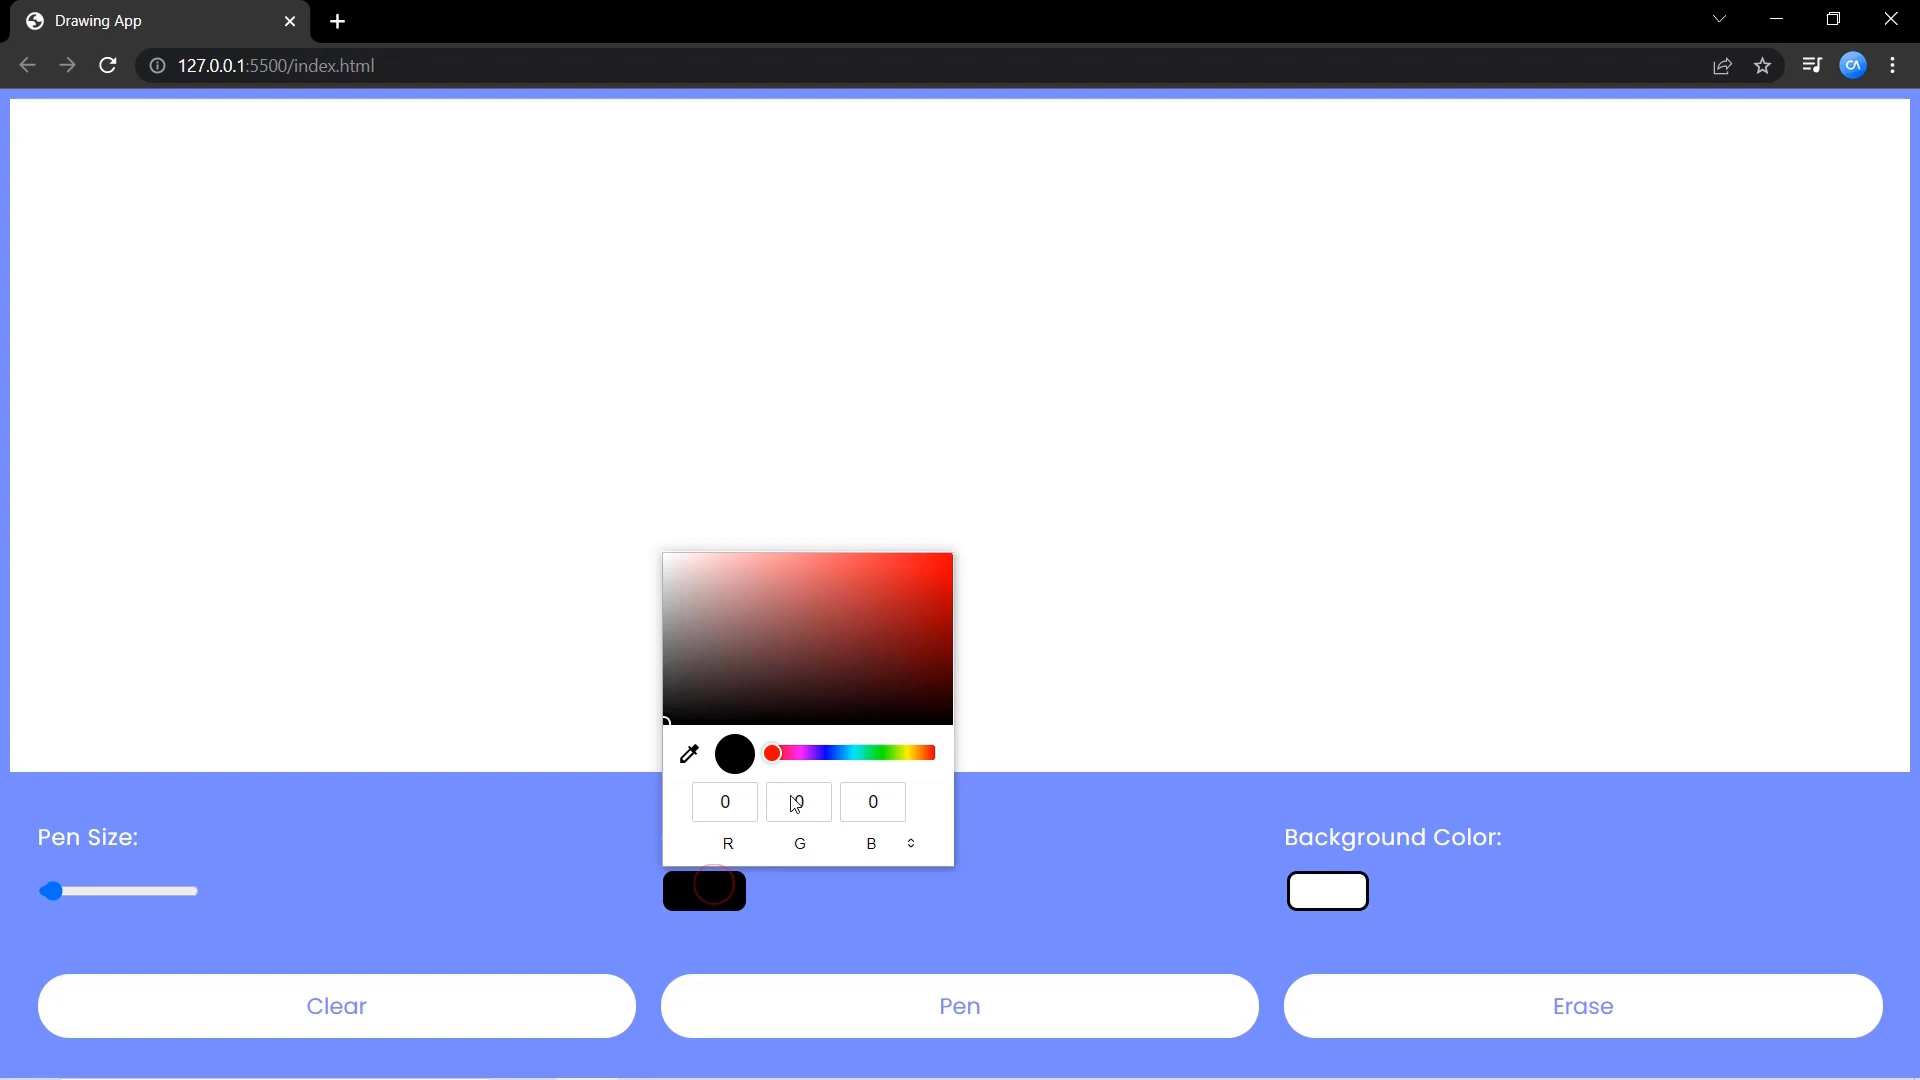 Drawing App
127.0.0.1:5500/index.html
0 0 0
R G B
Pen Size:
Background Color:
Clear Pen Erase